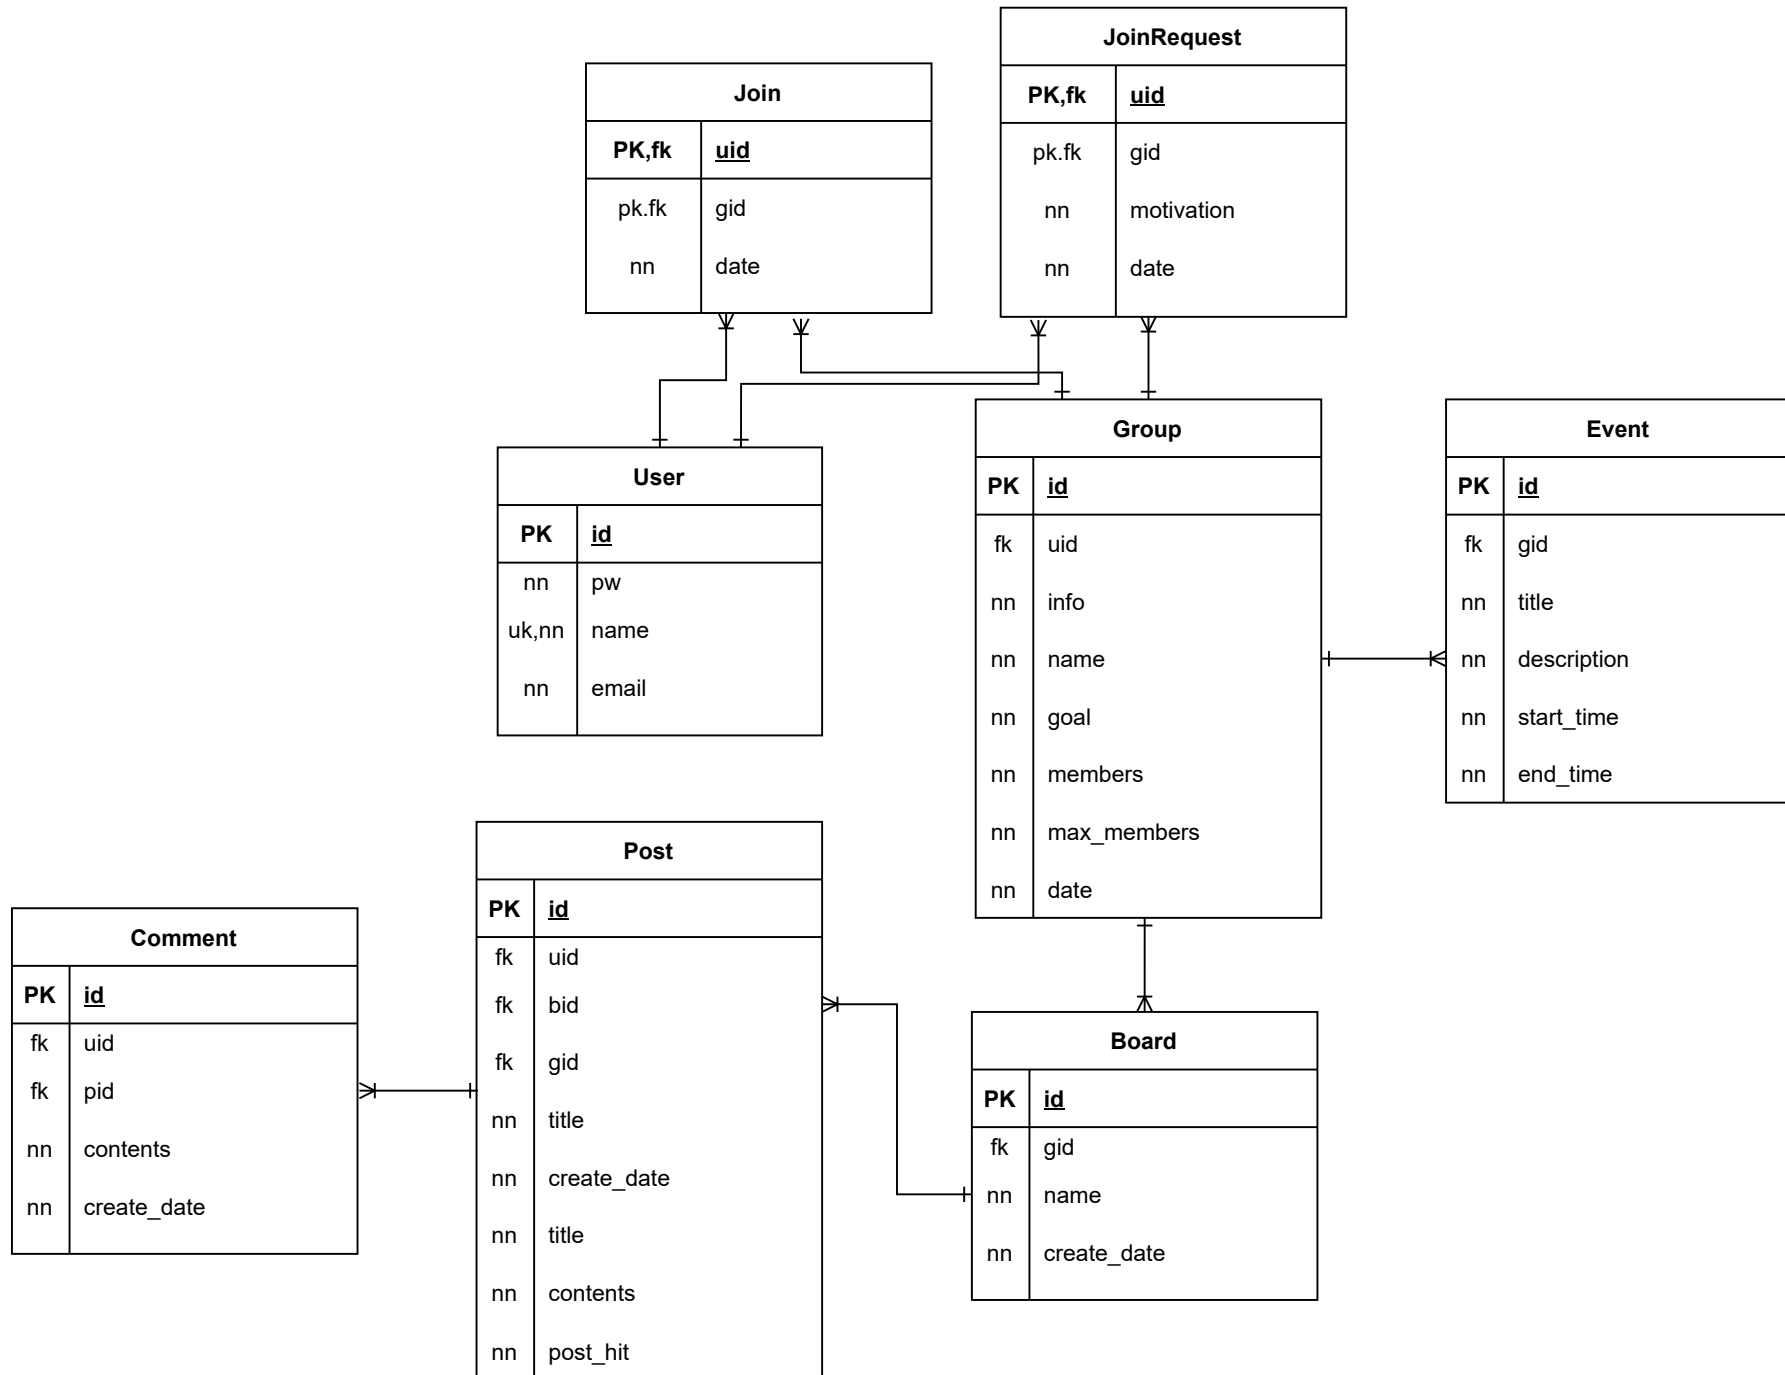 JoinRequest
PK,fk uid
pk.fk gid
nn motivation
nn date
Join
PK,fk uid
pk.fk gid
nn date
User
PK id
nn pw
uk,nn name
nn email
Group
PK id
fk uid
nn info
nn name
nn goal
nn members
nn max_members
nn date
Event
PK id
fk gid
nn title
nn description
nn start_time
nn end_time
Post
PK id
fk uid
fk bid
fk gid
nn title
nn create_date
nn title
nn contents
nn post_hit
Comment
PK id
fk uid
fk pid
nn contents
nn create_date
Board
PK id
fk gid
nn name
nn create_date